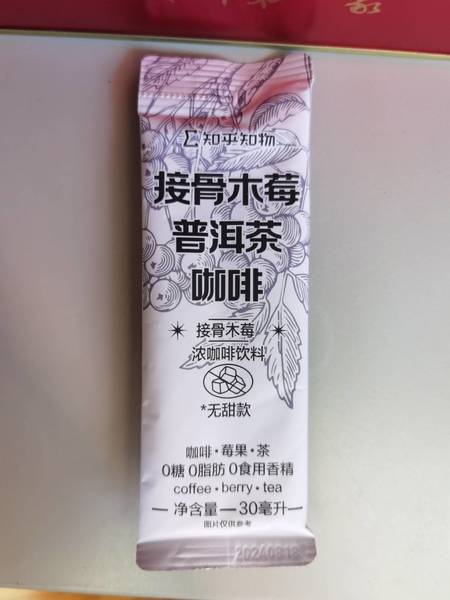 知乎知物
接骨木莓
普洱茶
咖啡
接骨木莓
浓咖啡饮料
*无甜款
咖啡·莓果·茶
0糖 0脂肪 0食用香精
coffee·berry·tea
净含量—30毫升
图片仅供参考
20240818